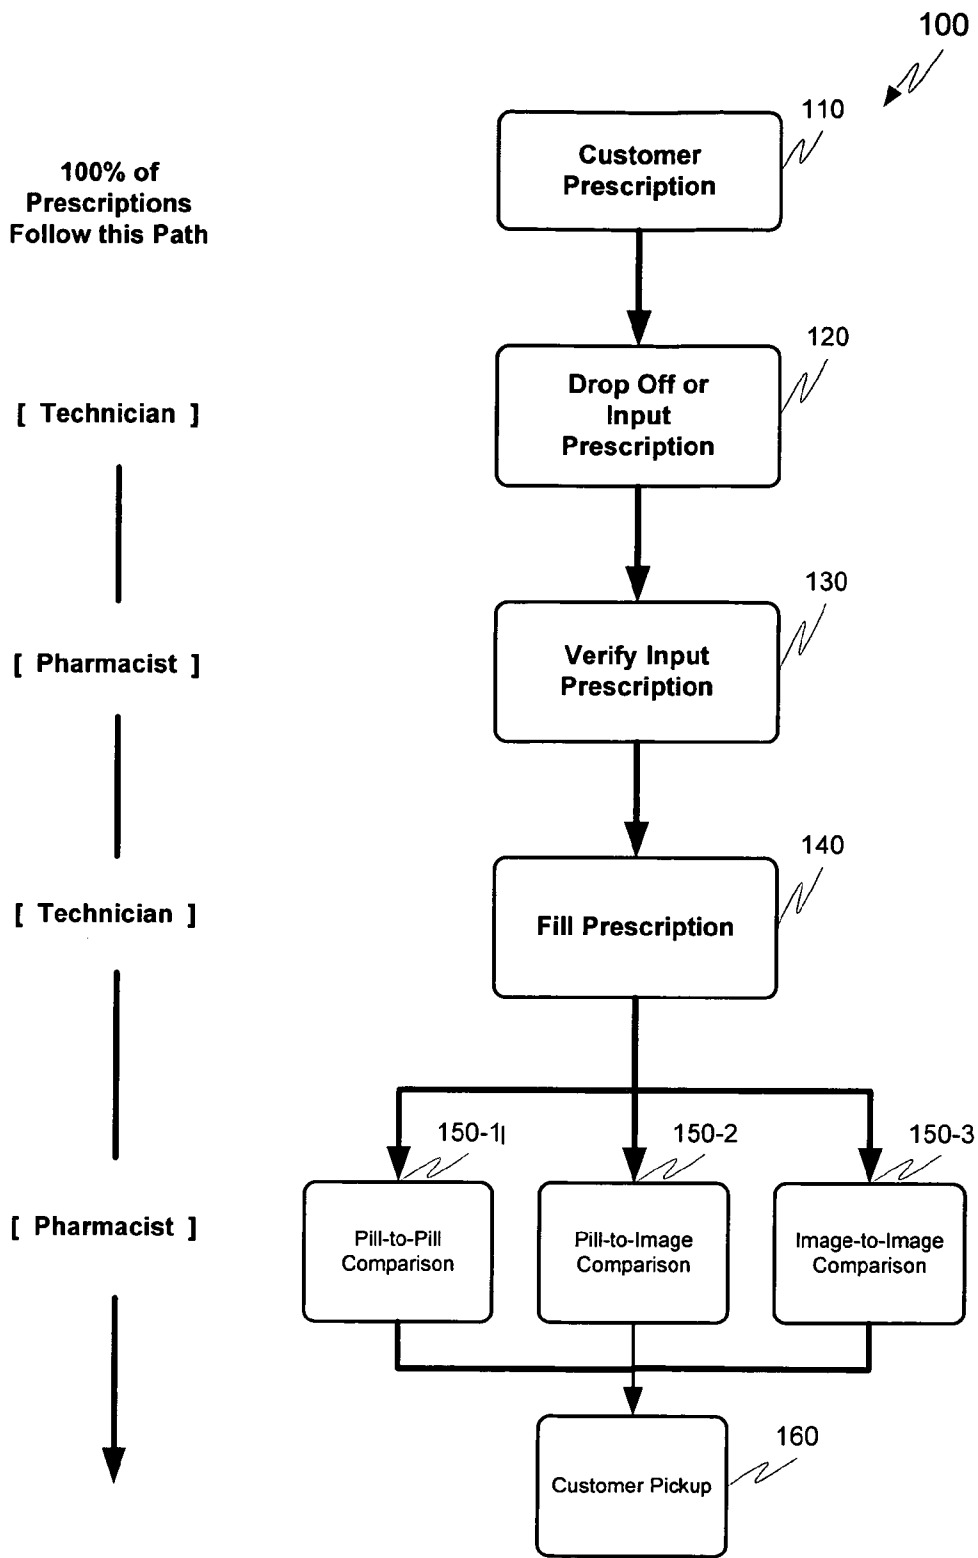 100
110
Customer
Prescription
100% of
Prescriptions
Follow this Path
120
Drop Off or
Input
Prescription
[ Technician ]
130
Verify Input
Prescription
[ Pharmacist ]
140
Fill Prescription
[ Technician ]
150-1
150-2
150-3
[ Pharmacist ]
Pill-to-Pill
Comparison
Pill-to-Image
Comparison
Image-to-Image
Comparison
160
Customer Pickup